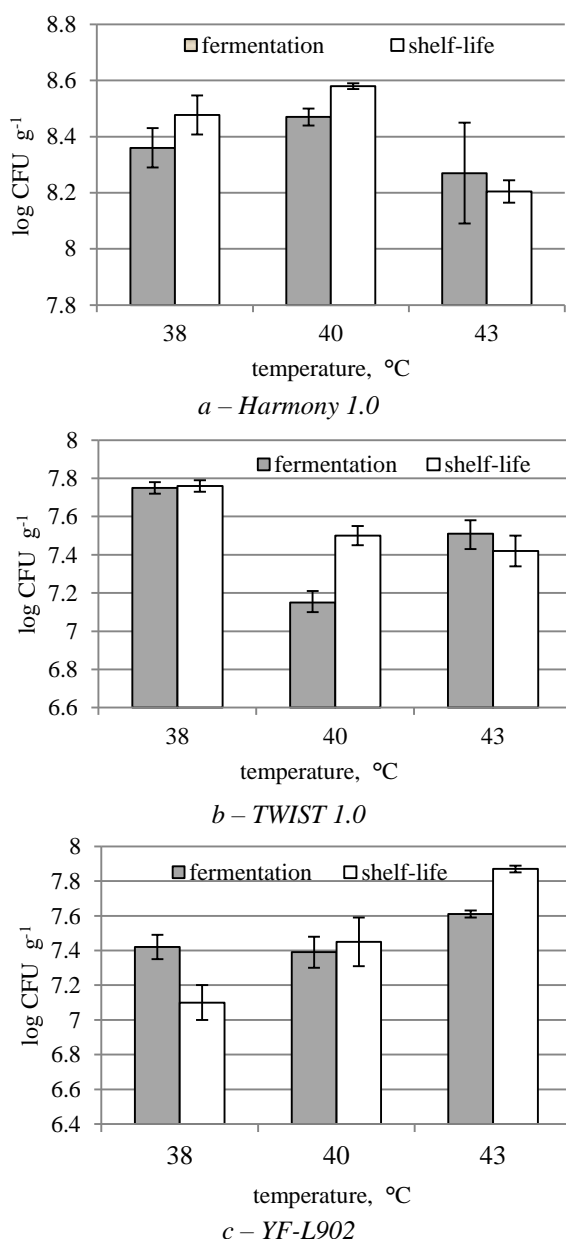 8.8
fermentation shelf-life
8.6
8.4
8.2
8
7.8
log CFU g-1
38 40 43
temperature, °C
a – Harmony 1.0
8
fermentation shelf-life
7.8
7.6
7.4
7.2
7
6.8
6.6
log CFU g-1
38 40 43
temperature, °C
b – TWIST 1.0
8
fermentation shelf-life
7.8
7.6
7.4
7.2
7
6.8
6.6
6.4
log CFU g-1
38 40 43
temperature, °C
c – YF-L902